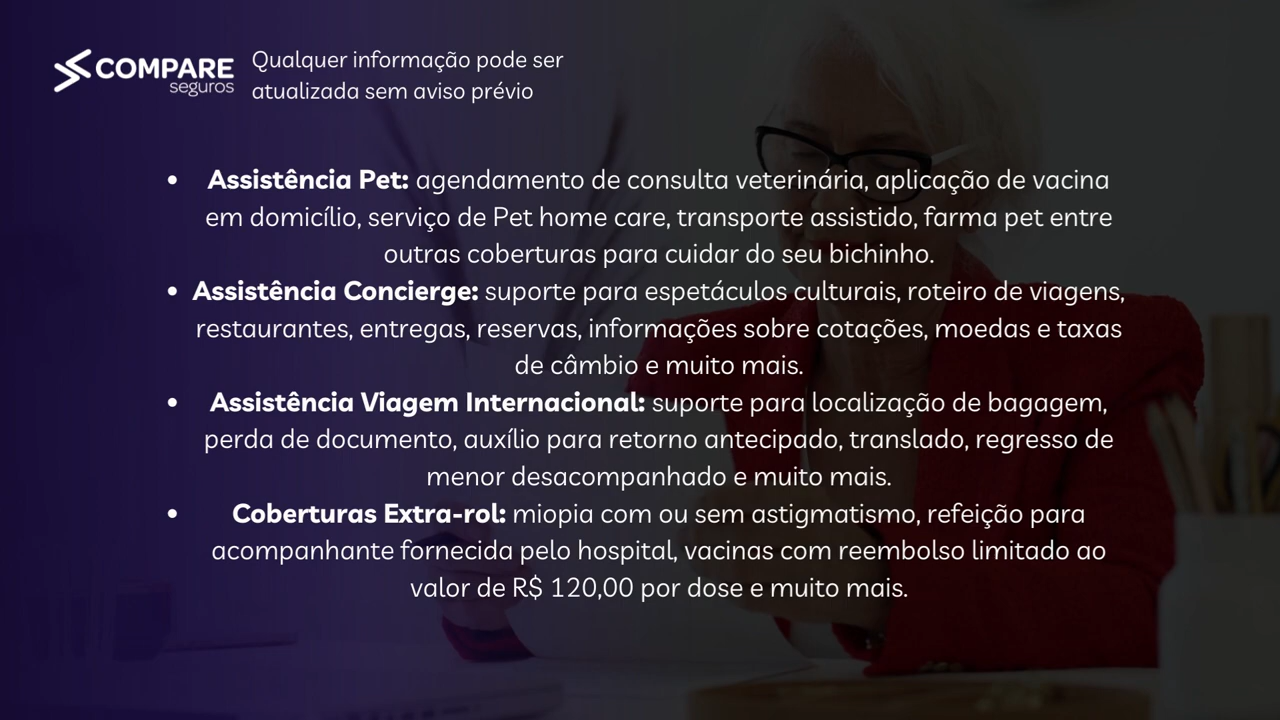 COMPARE
seguros
Qualquer informação pode ser
atualizada sem aviso prévio
• Assistência Pet: agendamento de consulta veterinária, aplicação de vacina
em domicílio, serviço de Pet home care, transporte assistido, farma pet entre
outras coberturas para cuidar do seu bichinho.
• Assistência Concierge: suporte para espetáculos culturais, roteiro de viagens,
restaurantes, entregas, reservas, informações sobre cotações, moedas e taxas
de câmbio e muito mais.
• Assistência Viagem Internacional: suporte para localização de bagagem,
perda de documento, auxílio para retorno antecipado, translado, regresso de
menor desacompanhado e muito mais.
• Coberturas Extra-rol: miopia com ou sem astigmatismo, refeição para
acompanhante fornecida pelo hospital, vacinas com reembolso limitado ao
valor de R$ 120,00 por dose e muito mais.